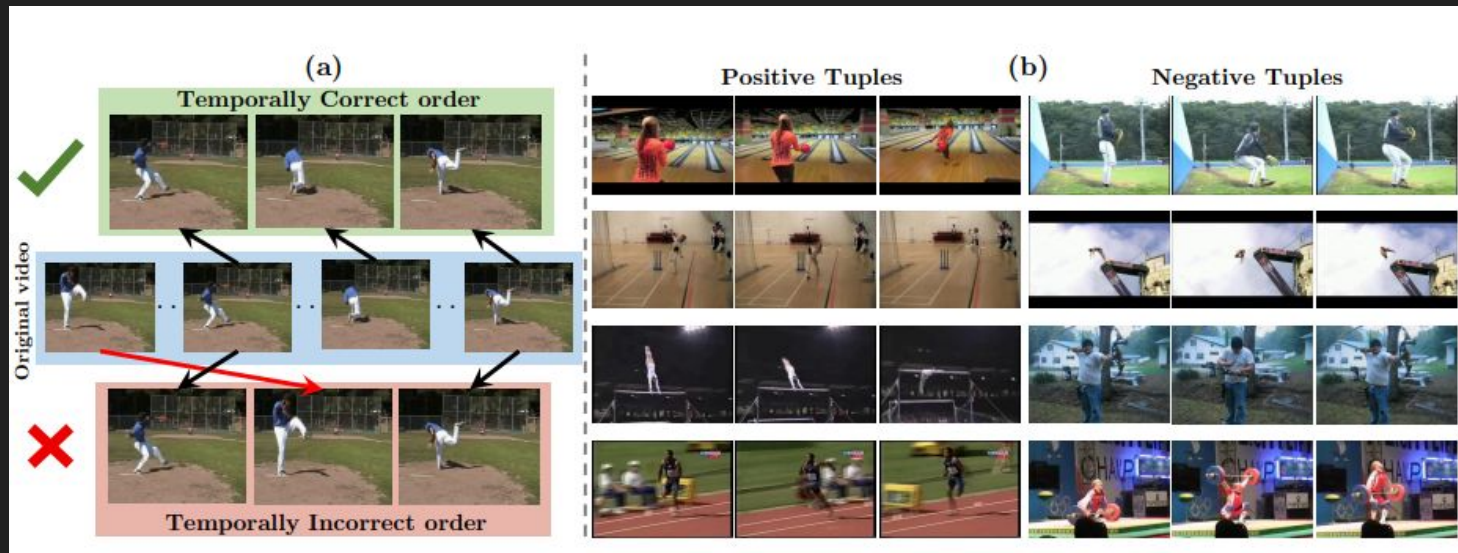 (a)
Temporally Correct order
Original video
Temporally Incorrect order
(b)
Positive Tuples
Negative Tuples